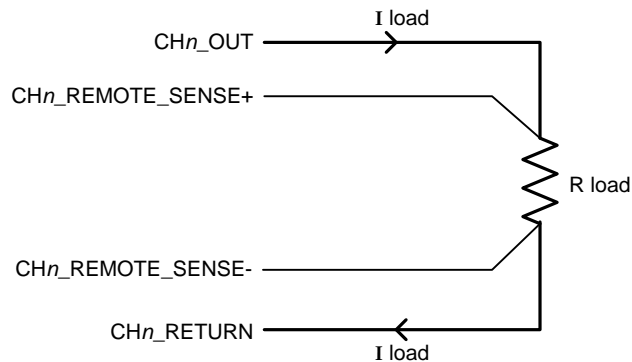 I load
CHn_OUT
CHn_REMOTE_SENSE+
R load
CHn_REMOTE_SENSE-
CHn_RETURN
I load